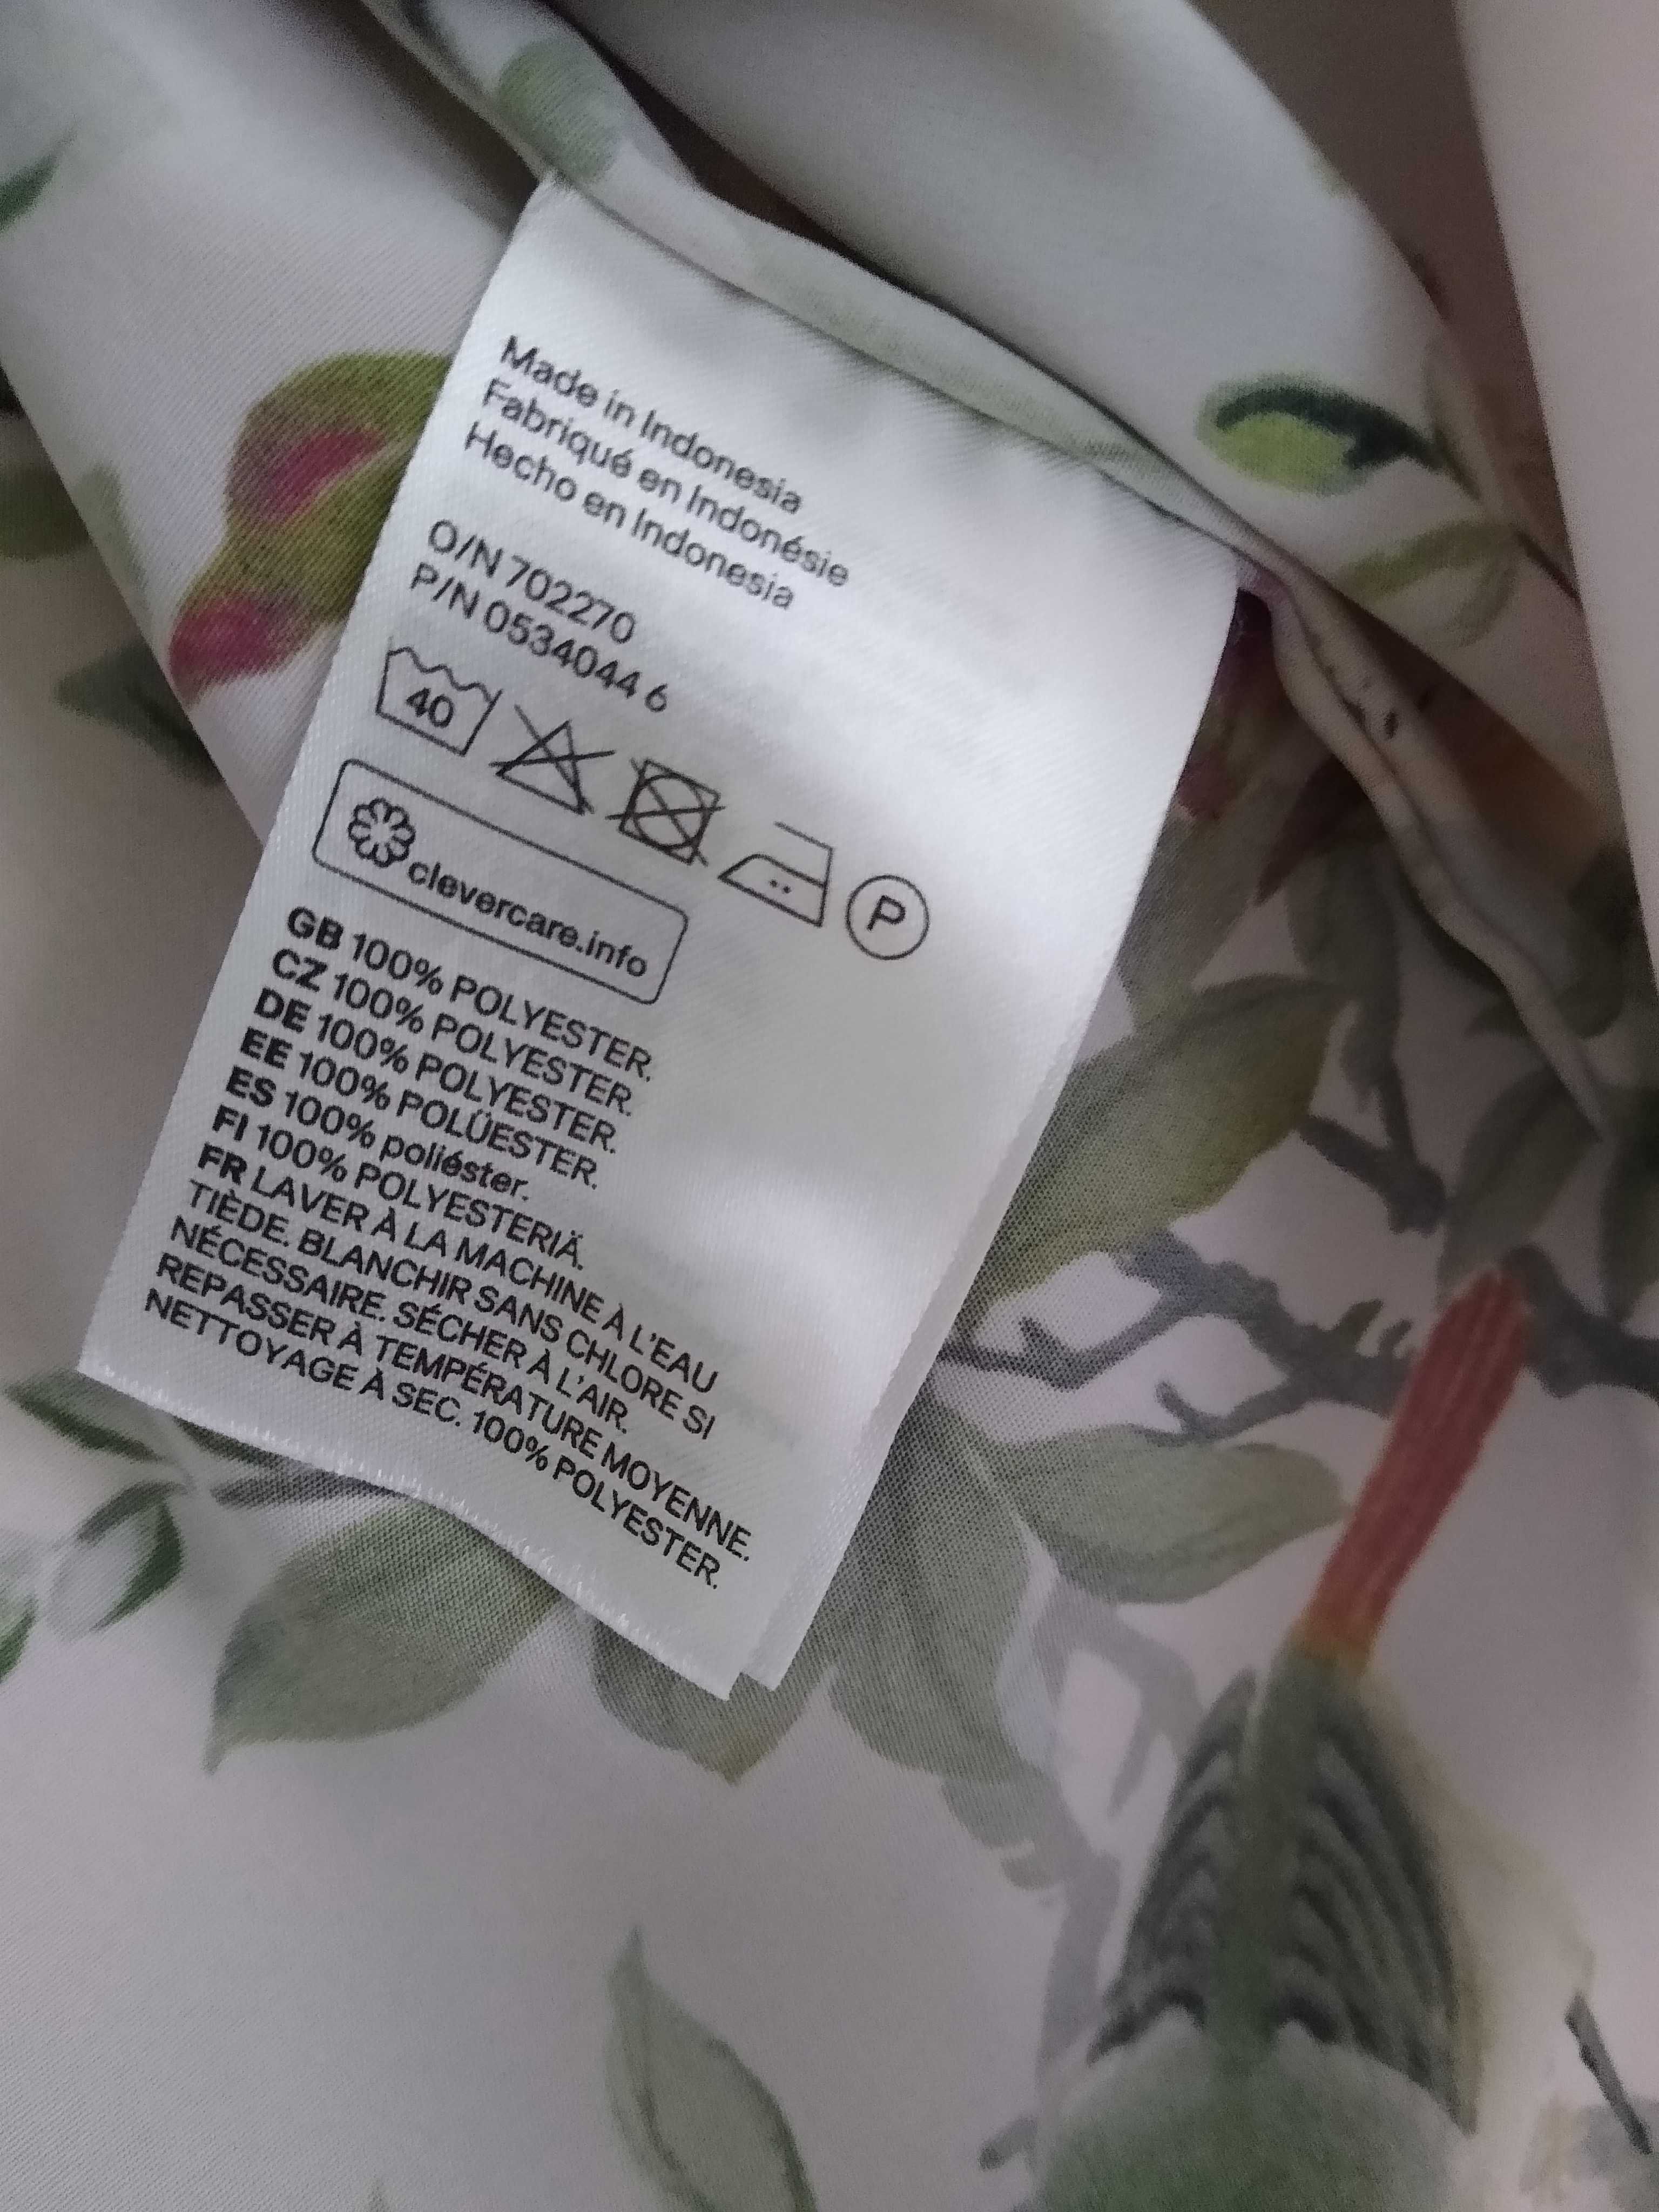 Made in Indonesia
Fabriqué en Indonésie
Hecho en Indonesia
O/N 702270
P/N 0534044 6
40
P
clevercare.info
GB 100% POLYESTER.
CZ 100% POLYESTER.
DE 100% POLYESTER.
EE 100% POLÜESTER.
ES 100% poliéster.
FI 100% POLYESTERIÄ.
FR LAVER À LA MACHINE À L'EAU
TIÈDE. BLANCHIR SANS CHLORE SI
NÉCESSAIRE. SÉCHER À L'AIR.
REPASSER À TEMPÉRATURE MOYENNE.
NETTOYAGE À SEC. 100% POLYESTER.